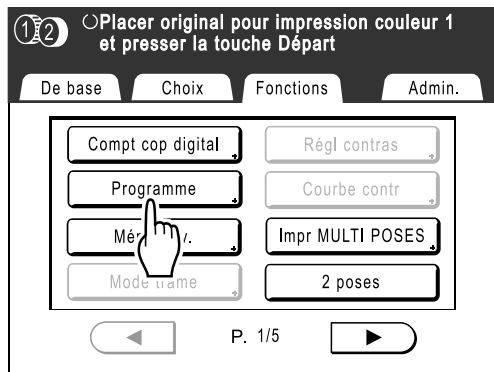 12 Placer original pour impression couleur 1
et presser la touche Départ
De base Choix Fonctions Admin.
Compt cop digital Régl contras
Programme Courbe contr
Impr MULTI POSES
Mode trame 2 poses
P. 1/5